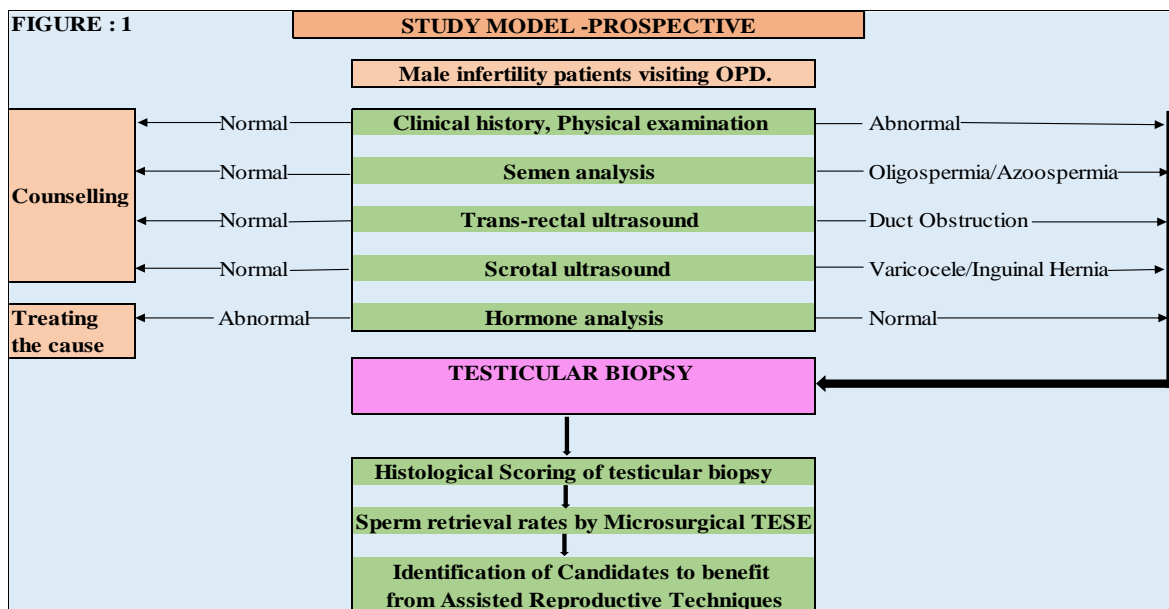 FIGURE : 1
STUDY MODEL -PROSPECTIVE
Male infertility patients visiting OPD.
Normal
Clinical history, Physical examination
Abnormal
Normal
Semen analysis
Oligospermia/Azoospermia
Counselling
Normal
Trans-rectal ultrasound
Duct Obstruction
Normal
Scrotal ultrasound
Varicocele/Inguinal Hernia
Treating
the cause
Abnormal
Hormone analysis
Normal
TESTICULAR BIOPSY
Histological Scoring of testicular biopsy
Sperm retrieval rates by Microsurgical TESE
Identification of Candidates to benefit
from Assisted Reproductive Techniques